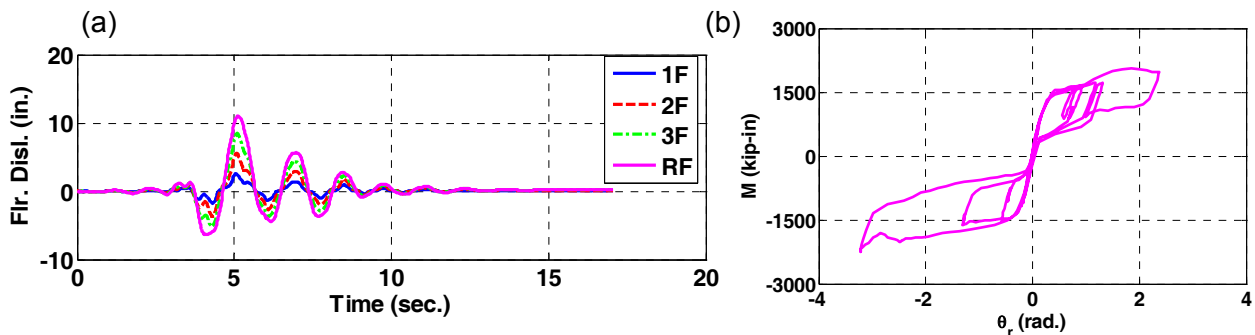 (a)
Flr. Disl. (in.)
20
10
0
-10
0
5
10
15
20
Time (sec.)
1F
2F
3F
RF
(b)
M (kip-in)
3000
1500
0
-1500
-3000
-4
-2
0
2
4
θr (rad.)